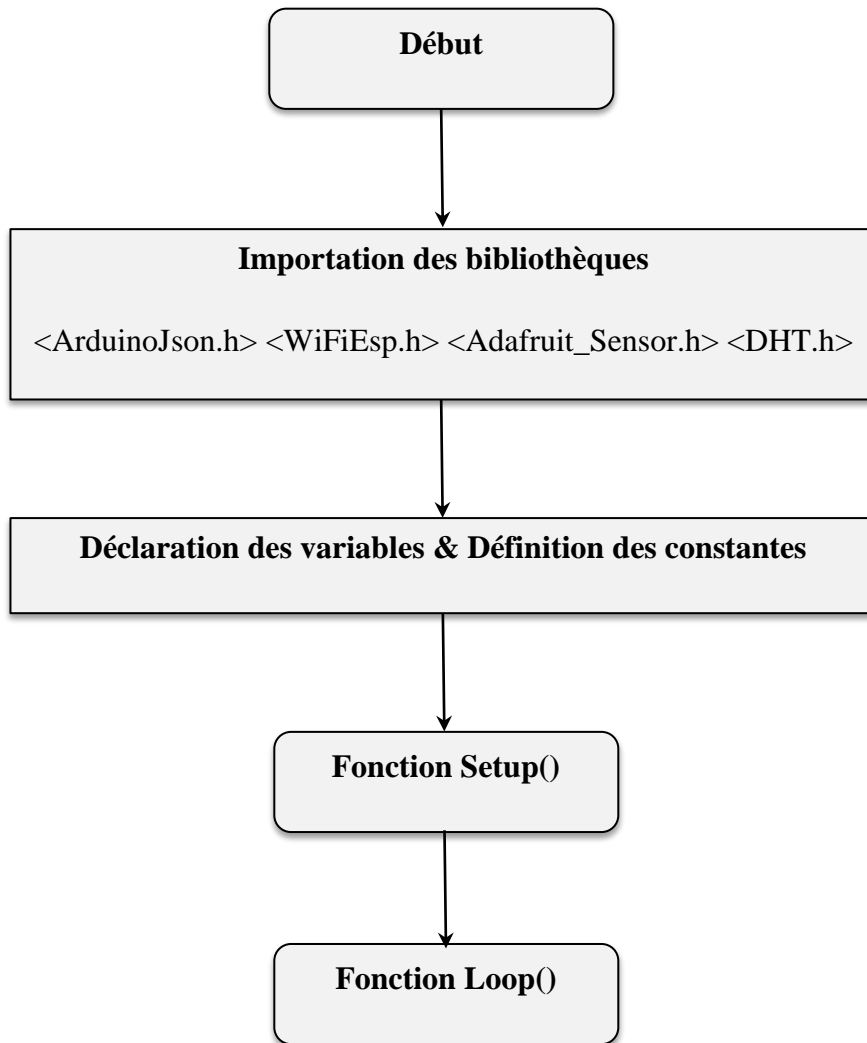 Début
Importation des bibliothèques
<ArduinoJson.h> <WiFiEsp.h> <Adafruit_Sensor.h> <DHT.h>
Déclaration des variables & Définition des constantes
Fonction Setup()
Fonction Loop()